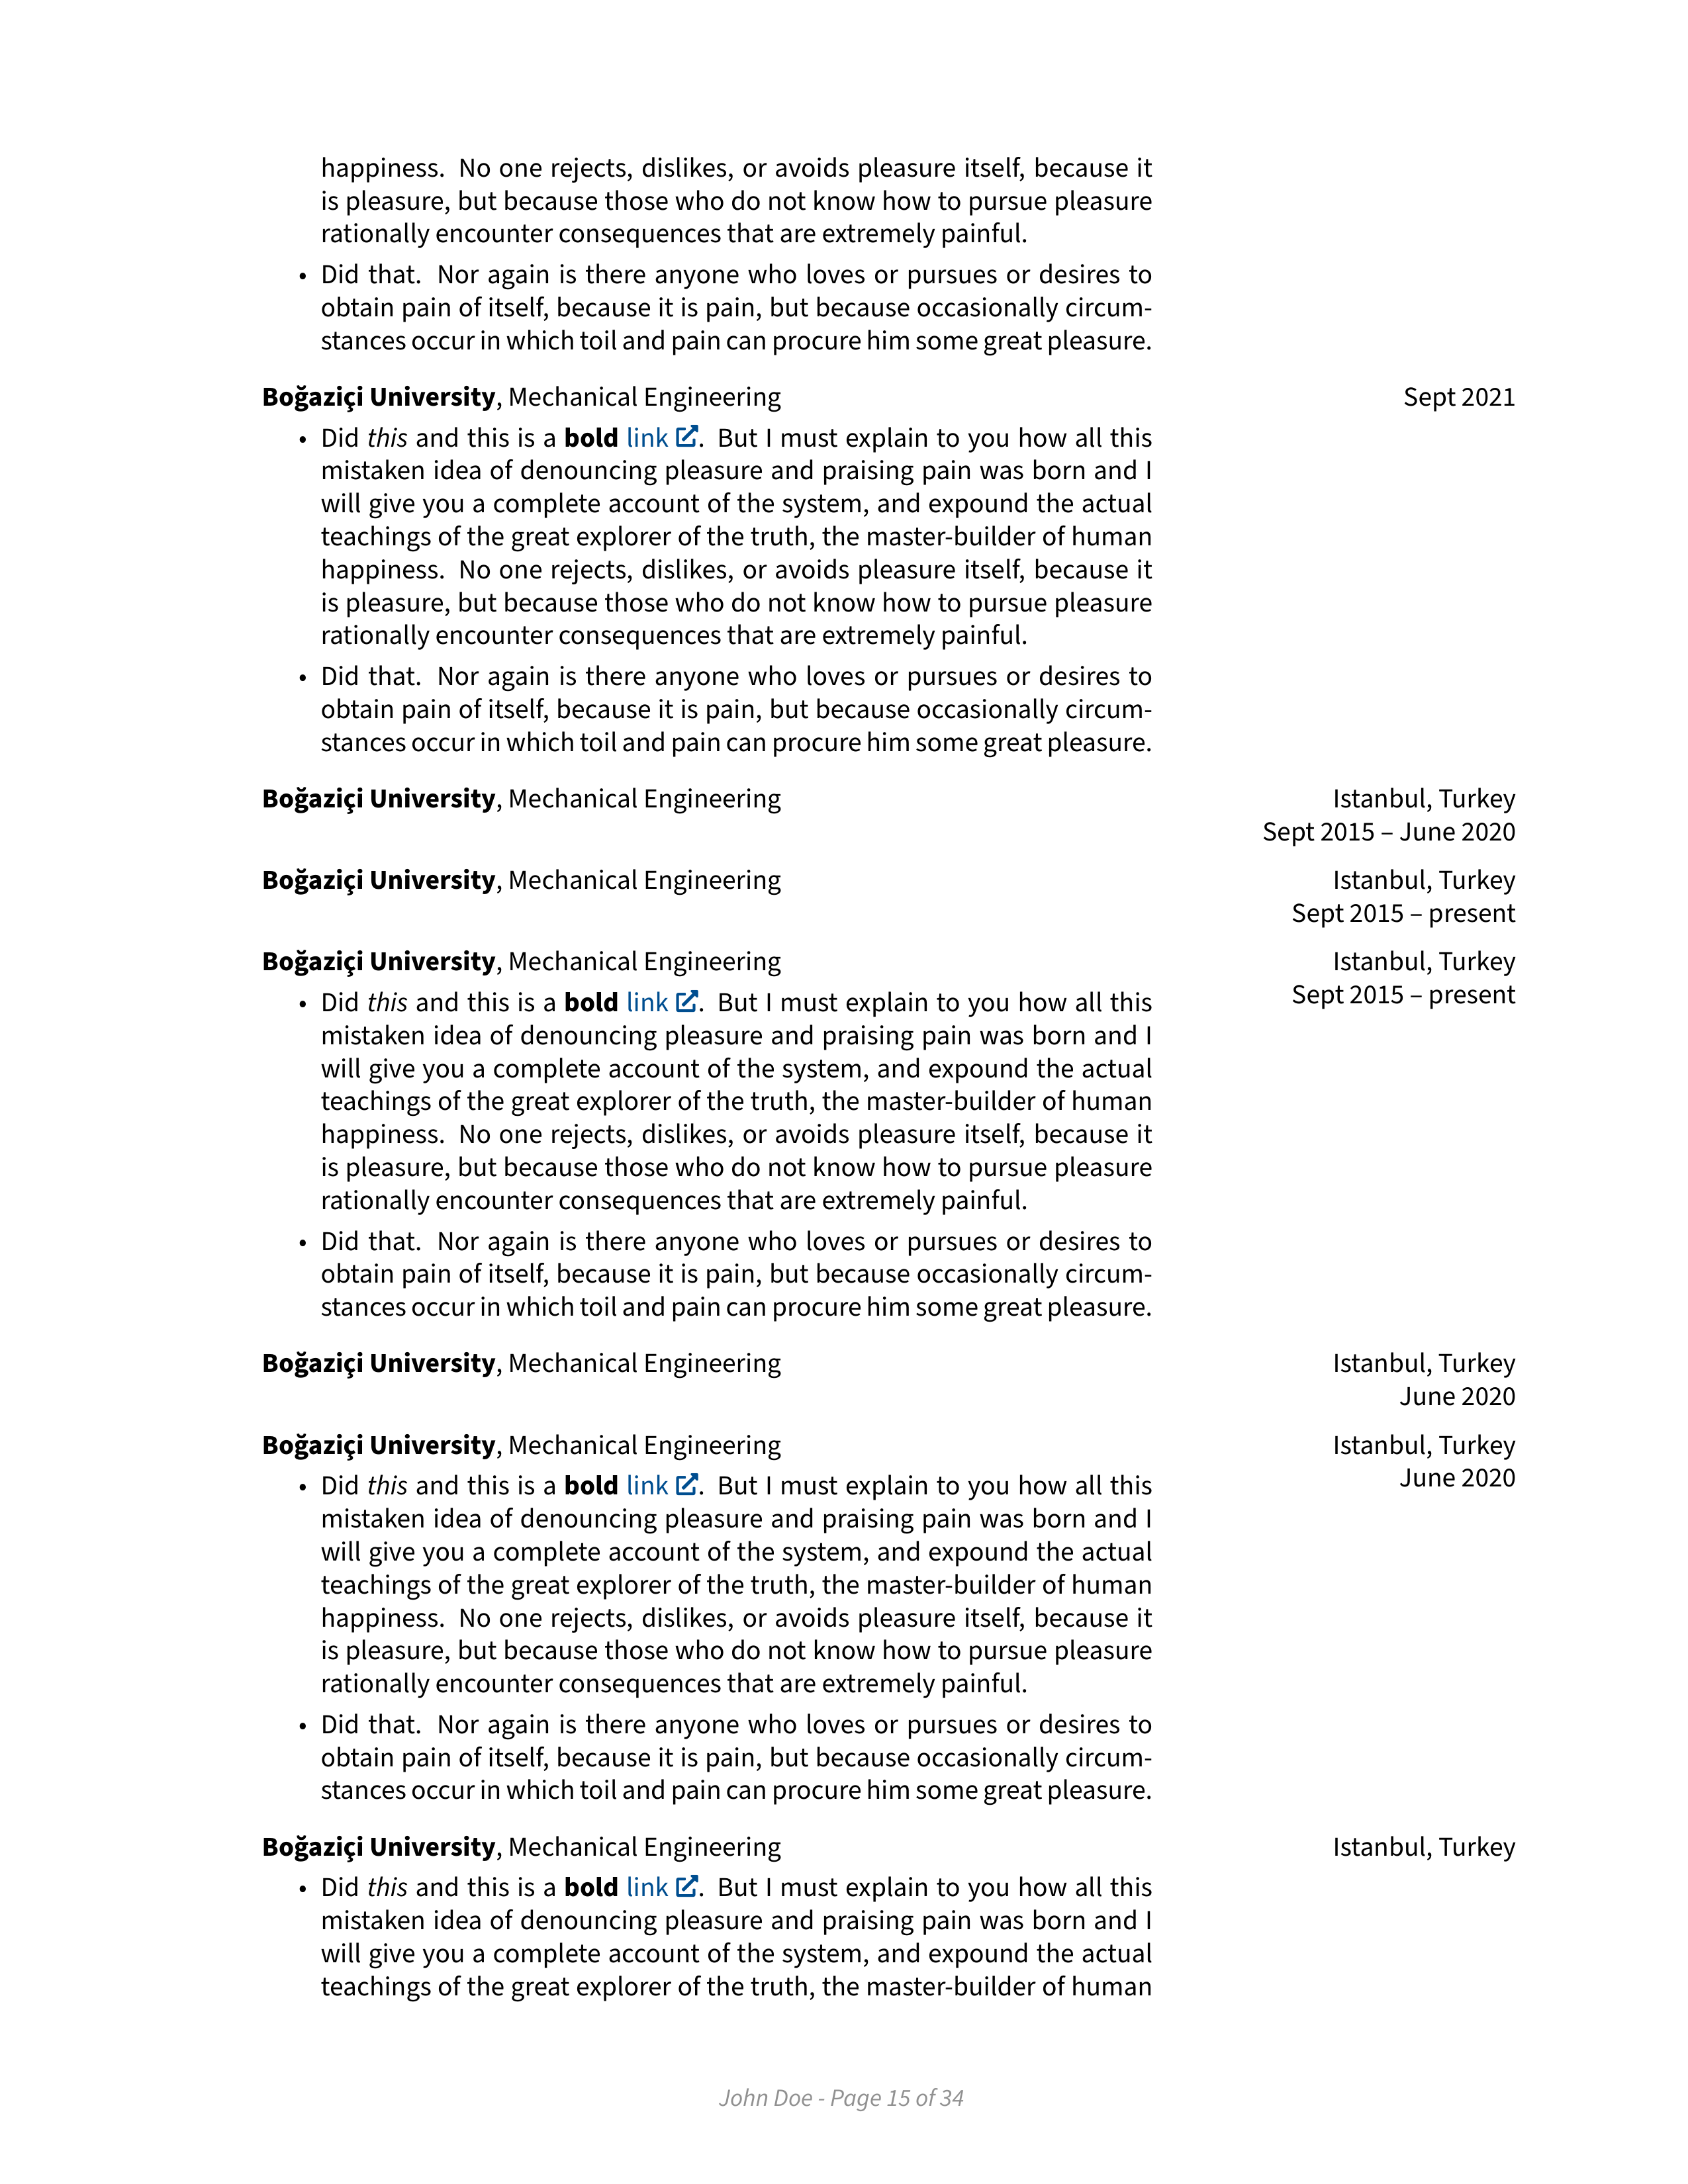 happiness. No one rejects, dislikes, or avoids pleasure itself, because it
is pleasure, but because those who do not know how to pursue pleasure
rationally encounter consequences that are extremely painful.
• Did that. Nor again is there anyone who loves or pursues or desires to
obtain pain of itself, because it is pain, but because occasionally circum-
stances occur in which toil and pain can procure him some great pleasure.
Boğaziçi University, Mechanical Engineering Sept 2021
• Did this and this is a bold link. But I must explain to you how all this
mistaken idea of denouncing pleasure and praising pain was born and I
will give you a complete account of the system, and expound the actual
teachings of the great explorer of the truth, the master-builder of human
happiness. No one rejects, dislikes, or avoids pleasure itself, because it
is pleasure, but because those who do not know how to pursue pleasure
rationally encounter consequences that are extremely painful.
• Did that. Nor again is there anyone who loves or pursues or desires to
obtain pain of itself, because it is pain, but because occasionally circum-
stances occur in which toil and pain can procure him some great pleasure.
Boğaziçi University, Mechanical Engineering Istanbul, Turkey
Sept 2015 – June 2020
Boğaziçi University, Mechanical Engineering Istanbul, Turkey
Sept 2015 – present
Boğaziçi University, Mechanical Engineering Istanbul, Turkey
Sept 2015 – present
• Did this and this is a bold link. But I must explain to you how all this
mistaken idea of denouncing pleasure and praising pain was born and I
will give you a complete account of the system, and expound the actual
teachings of the great explorer of the truth, the master-builder of human
happiness. No one rejects, dislikes, or avoids pleasure itself, because it
is pleasure, but because those who do not know how to pursue pleasure
rationally encounter consequences that are extremely painful.
• Did that. Nor again is there anyone who loves or pursues or desires to
obtain pain of itself, because it is pain, but because occasionally circum-
stances occur in which toil and pain can procure him some great pleasure.
Boğaziçi University, Mechanical Engineering Istanbul, Turkey
June 2020
Boğaziçi University, Mechanical Engineering Istanbul, Turkey
June 2020
• Did this and this is a bold link. But I must explain to you how all this
mistaken idea of denouncing pleasure and praising pain was born and I
will give you a complete account of the system, and expound the actual
teachings of the great explorer of the truth, the master-builder of human
happiness. No one rejects, dislikes, or avoids pleasure itself, because it
is pleasure, but because those who do not know how to pursue pleasure
rationally encounter consequences that are extremely painful.
• Did that. Nor again is there anyone who loves or pursues or desires to
obtain pain of itself, because it is pain, but because occasionally circum-
stances occur in which toil and pain can procure him some great pleasure.
Boğaziçi University, Mechanical Engineering Istanbul, Turkey
• Did this and this is a bold link. But I must explain to you how all this
mistaken idea of denouncing pleasure and praising pain was born and I
will give you a complete account of the system, and expound the actual
teachings of the great explorer of the truth, the master-builder of human
John Doe - Page 15 of 34